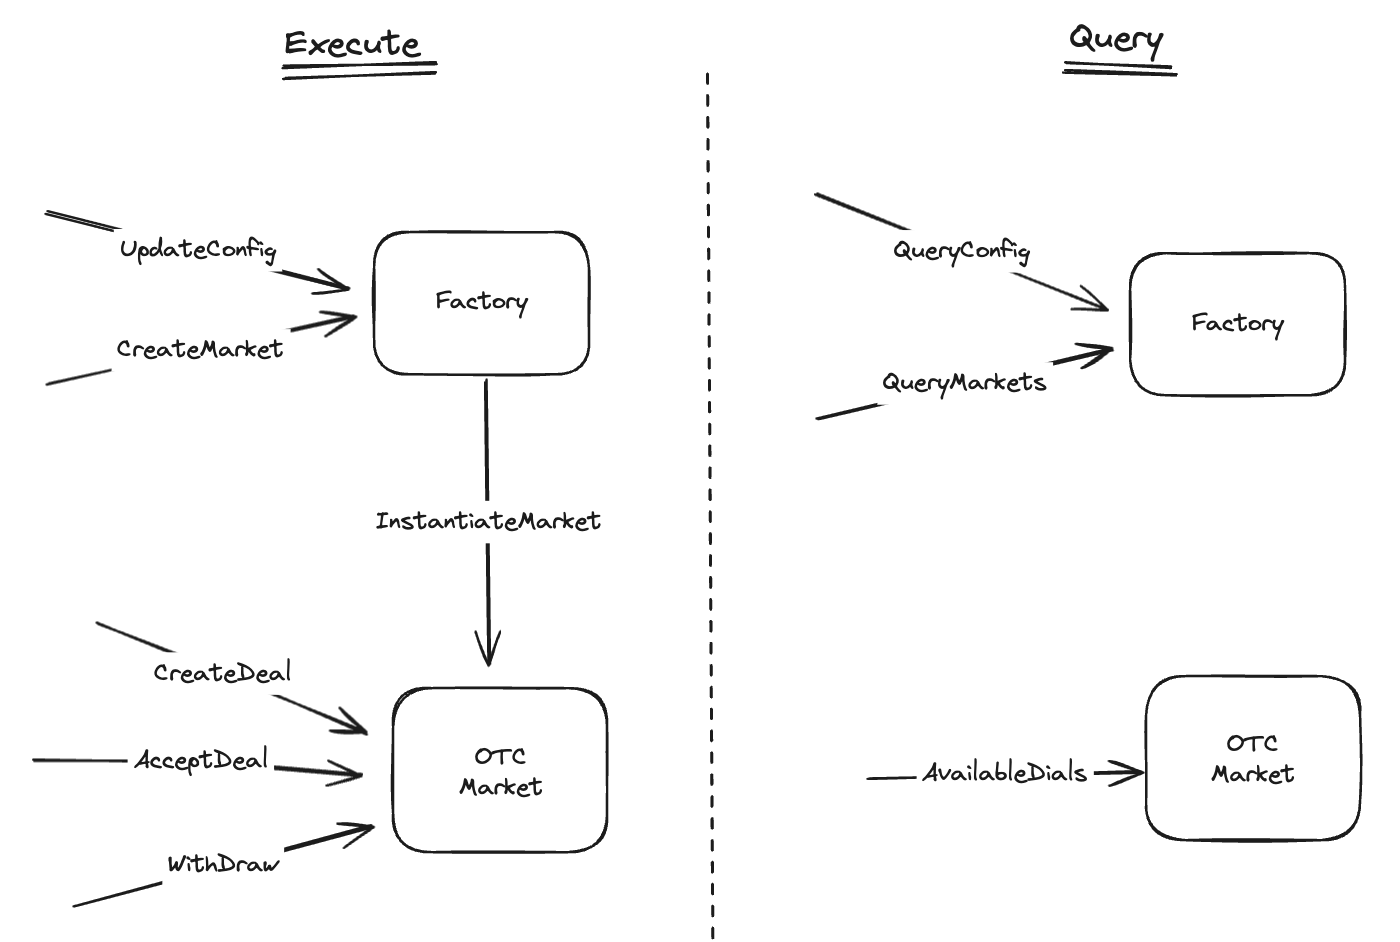 Execute
UpdateConfig
Factory
CreateMarket
InstantiateMarket
CreateDeal
AcceptDeal
OTC
Market
WithDraw
Query
QueryConfig
Factory
QueryMarkets
AvailableDials
OTC
Market